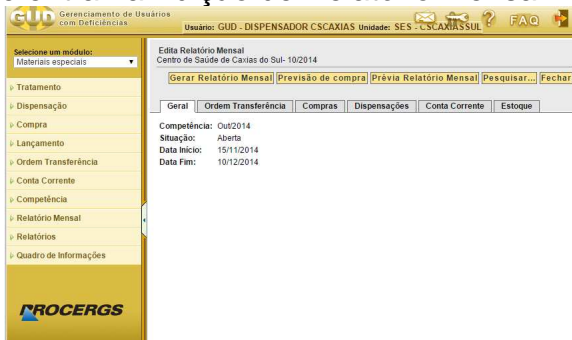 GUD Gerenciamento de Usuários
com Deficiências
Usuário: GUD - DISPENSADOR CSCAXIAS Unidade: SES - CSCAXIASSUL
? FAQ
Selecione um módulo:
Materiais especiais
Tratamento
Dispensação
Compra
Lançamento
Ordem Transferência
Conta Corrente
Competência
Relatório Mensal
Relatórios
Quadro de Informações
PROCERGS
Edita Relatório Mensal
Centro de Saúde de Caxias do Sul- 10/2014
Gerar Relatório Mensal Previsão de compra Prévia Relatório Mensal Pesquisar... Fechar
Geral Ordem Transferência Compras Dispensações Conta Corrente Estoque
Competência: Out/2014
Situação: Aberta
Data Início: 15/11/2014
Data Fim: 10/12/2014